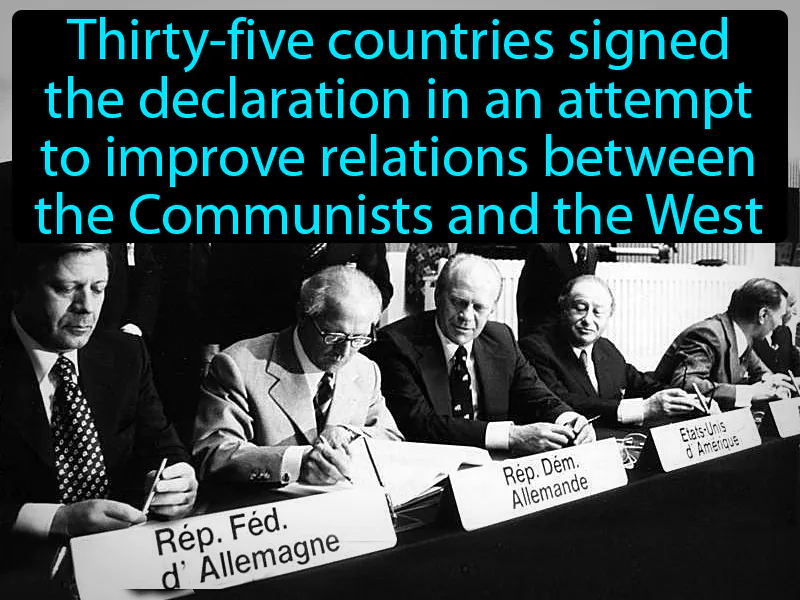 Thirty-five countries signed
the declaration in an attempt
to improve relations between
the Communists and the West
Rép. Féd.
d' Allemagne
Rép. Dém.
Allemande
Etats-Unis
d' Amérique